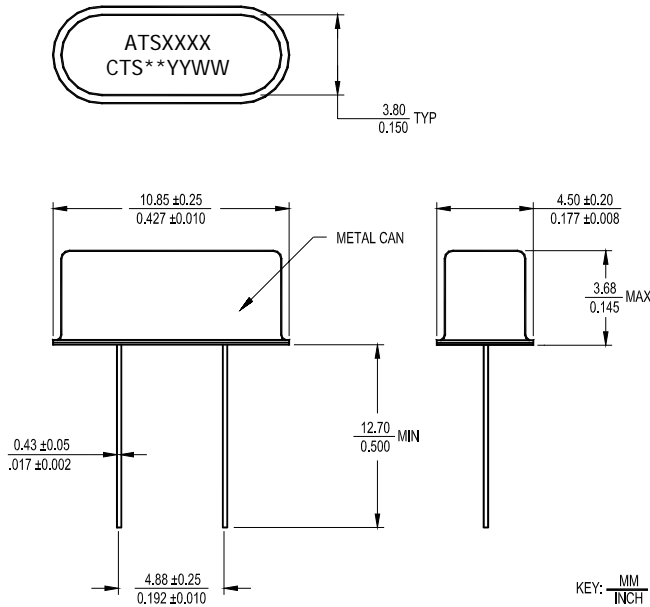 ATSXXXX
CTS**YYWW
3.80
0.150
TYP
10.85 ±0.25
0.427 ±0.010
4.50 ±0.20
0.177 ±0.008
METAL CAN
3.68
0.145
MAX
12.70
0.500
MIN
0.43 ±0.05
.017 ±0.002
4.88 ±0.25
0.192 ±0.010
KEY: MM
INCH